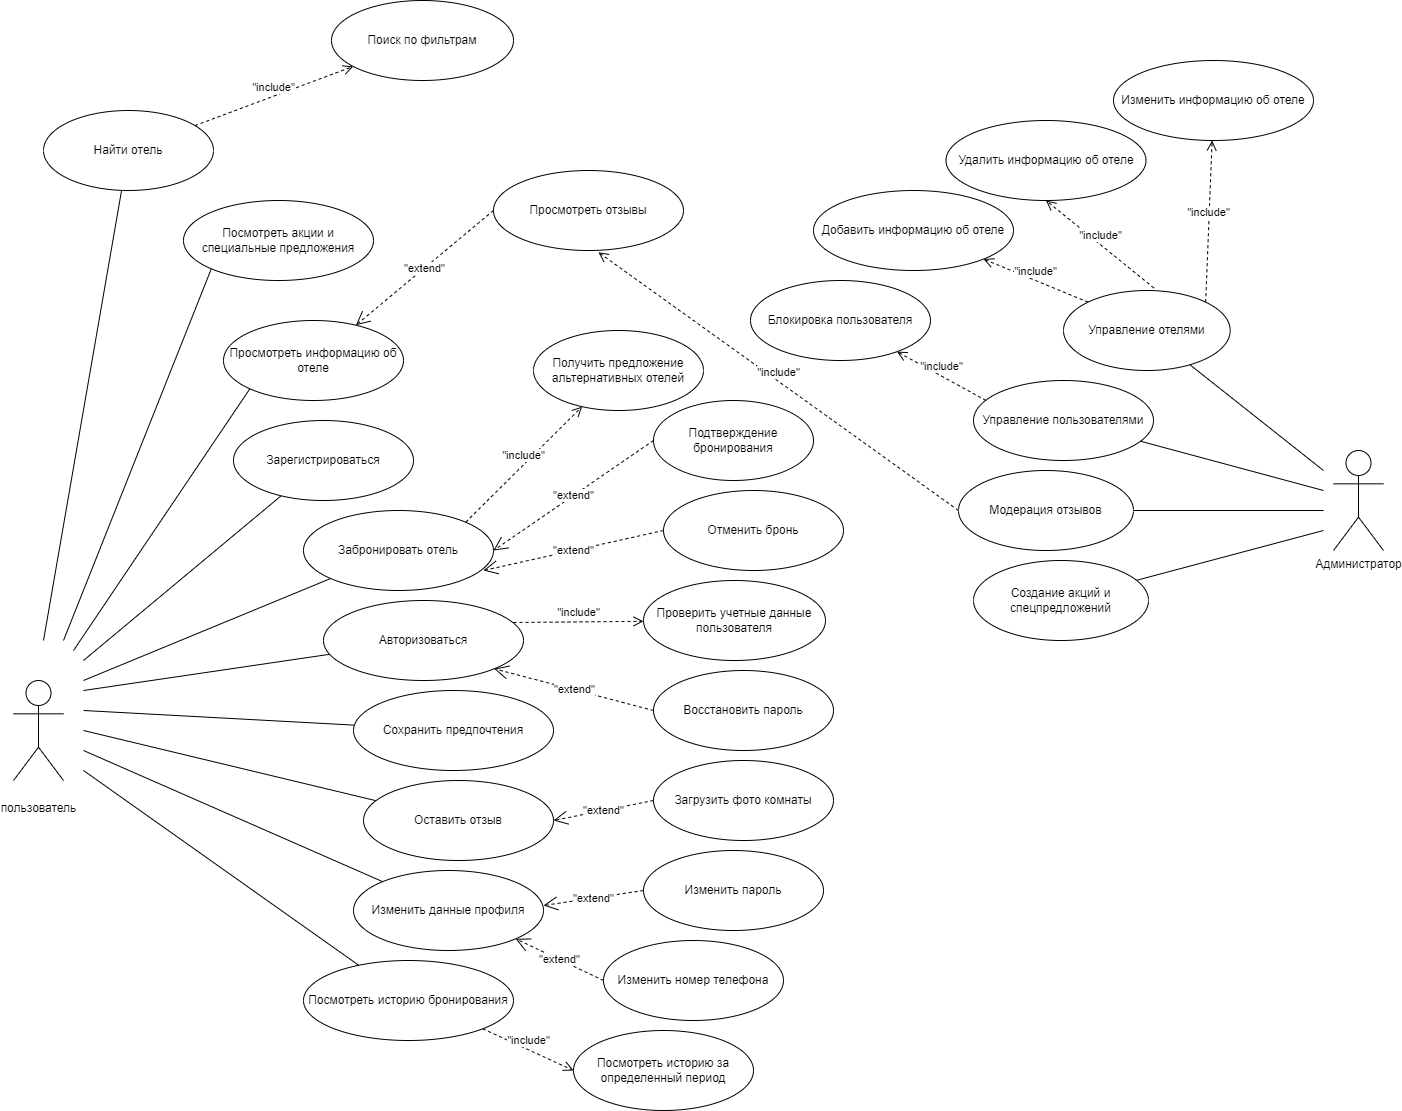 Поиск по фильтрам
"include"
Найти отель
Изменить информацию об отеле
Удалить информацию об отеле
Добавить информацию об отеле
"include"
"include"
"include"
Просмотреть отзывы
Посмотреть акции и
специальные предложения
"extend"
Блокировка пользователя
Управление отелями
Просмотреть информацию об
отеле
Получить предложение
альтернативных отелей
"include"
"include"
Управление пользователями
Подтверждение
бронирования
Зарегистрироваться
"include"
"extend"
Модерация отзывов
Отменить бронь
Забронировать отель
"extend"
Администратор
Создание акций и
спецпредложений
"include"
Проверить учетные данные
пользователя
Авторизоваться
"extend"
Восстановить пароль
Сохранить предпочтения
пользователь
Загрузить фото комнаты
"extend"
Оставить отзыв
Изменить пароль
"extend"
Изменить данные профиля
"extend"
Изменить номер телефона
Посмотреть историю бронирования
"include"
Посмотреть историю за
определенный период